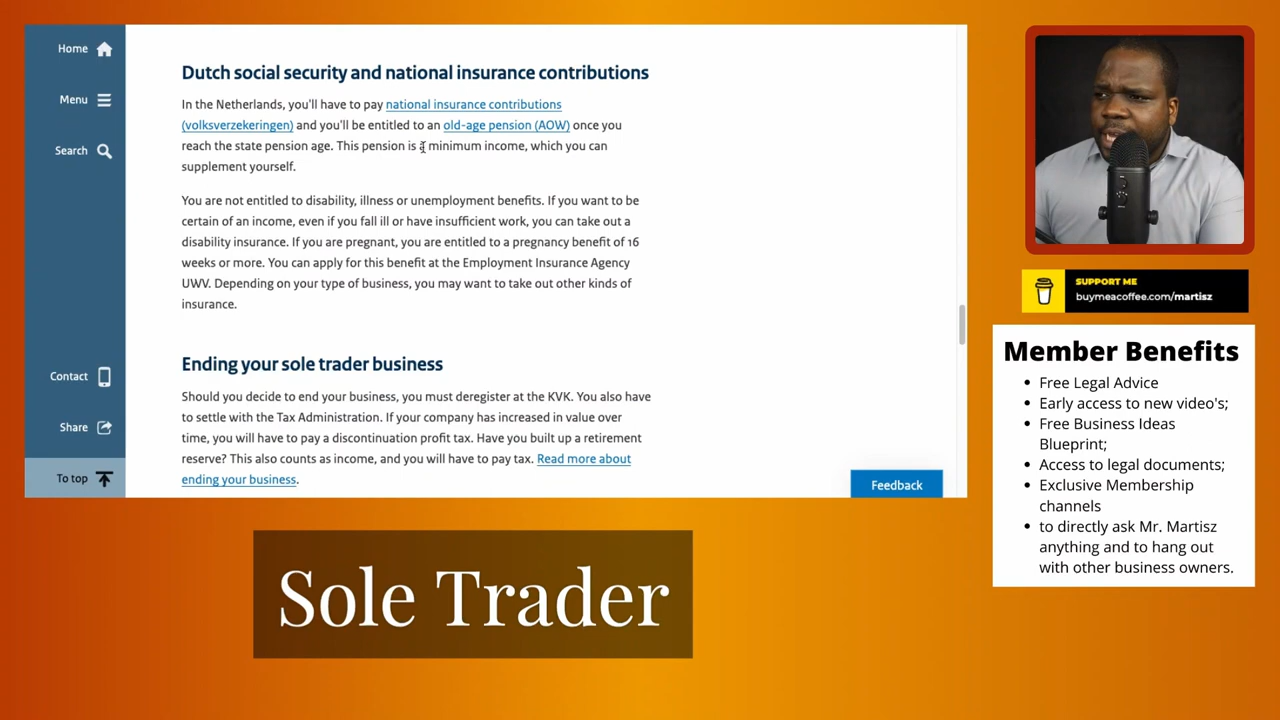 Home
Menu
Search
Contact
Share
To top
Dutch social security and national insurance contributions
In the Netherlands, you'll have to pay national insurance contributions
(volksverzekeringen) and you'll be entitled to an old-age pension (AOW) once you
reach the state pension age. This pension is a minimum income, which you can
supplement yourself.
You are not entitled to disability, illness or unemployment benefits. If you want to be
certain of an income, even if you fall ill or have insufficient work, you can take out a
disability insurance. If you are pregnant, you are entitled to a pregnancy benefit of 16
weeks or more. You can apply for this benefit at the Employment Insurance Agency
UWV. Depending on your type of business, you may want to take out other kinds of
insurance.
Ending your sole trader business
Should you decide to end your business, you must deregister at the KVK. You also have
to settle with the Tax Administration. If your company has increased in value over
time, you will have to pay a discontinuation profit tax. Have you built up a retirement
reserve? This also counts as income, and you will have to pay tax. Read more about
ending your business.
Feedback
Sole Trader
SUPPORT ME
buymeacoffee.com/martisz
Member Benefits
• Free Legal Advice
• Early access to new video's;
• Free Business Ideas
Blueprint;
• Access to legal documents;
• Exclusive Membership
channels
• to directly ask Mr. Martisz
anything and to hang out
with other business owners.